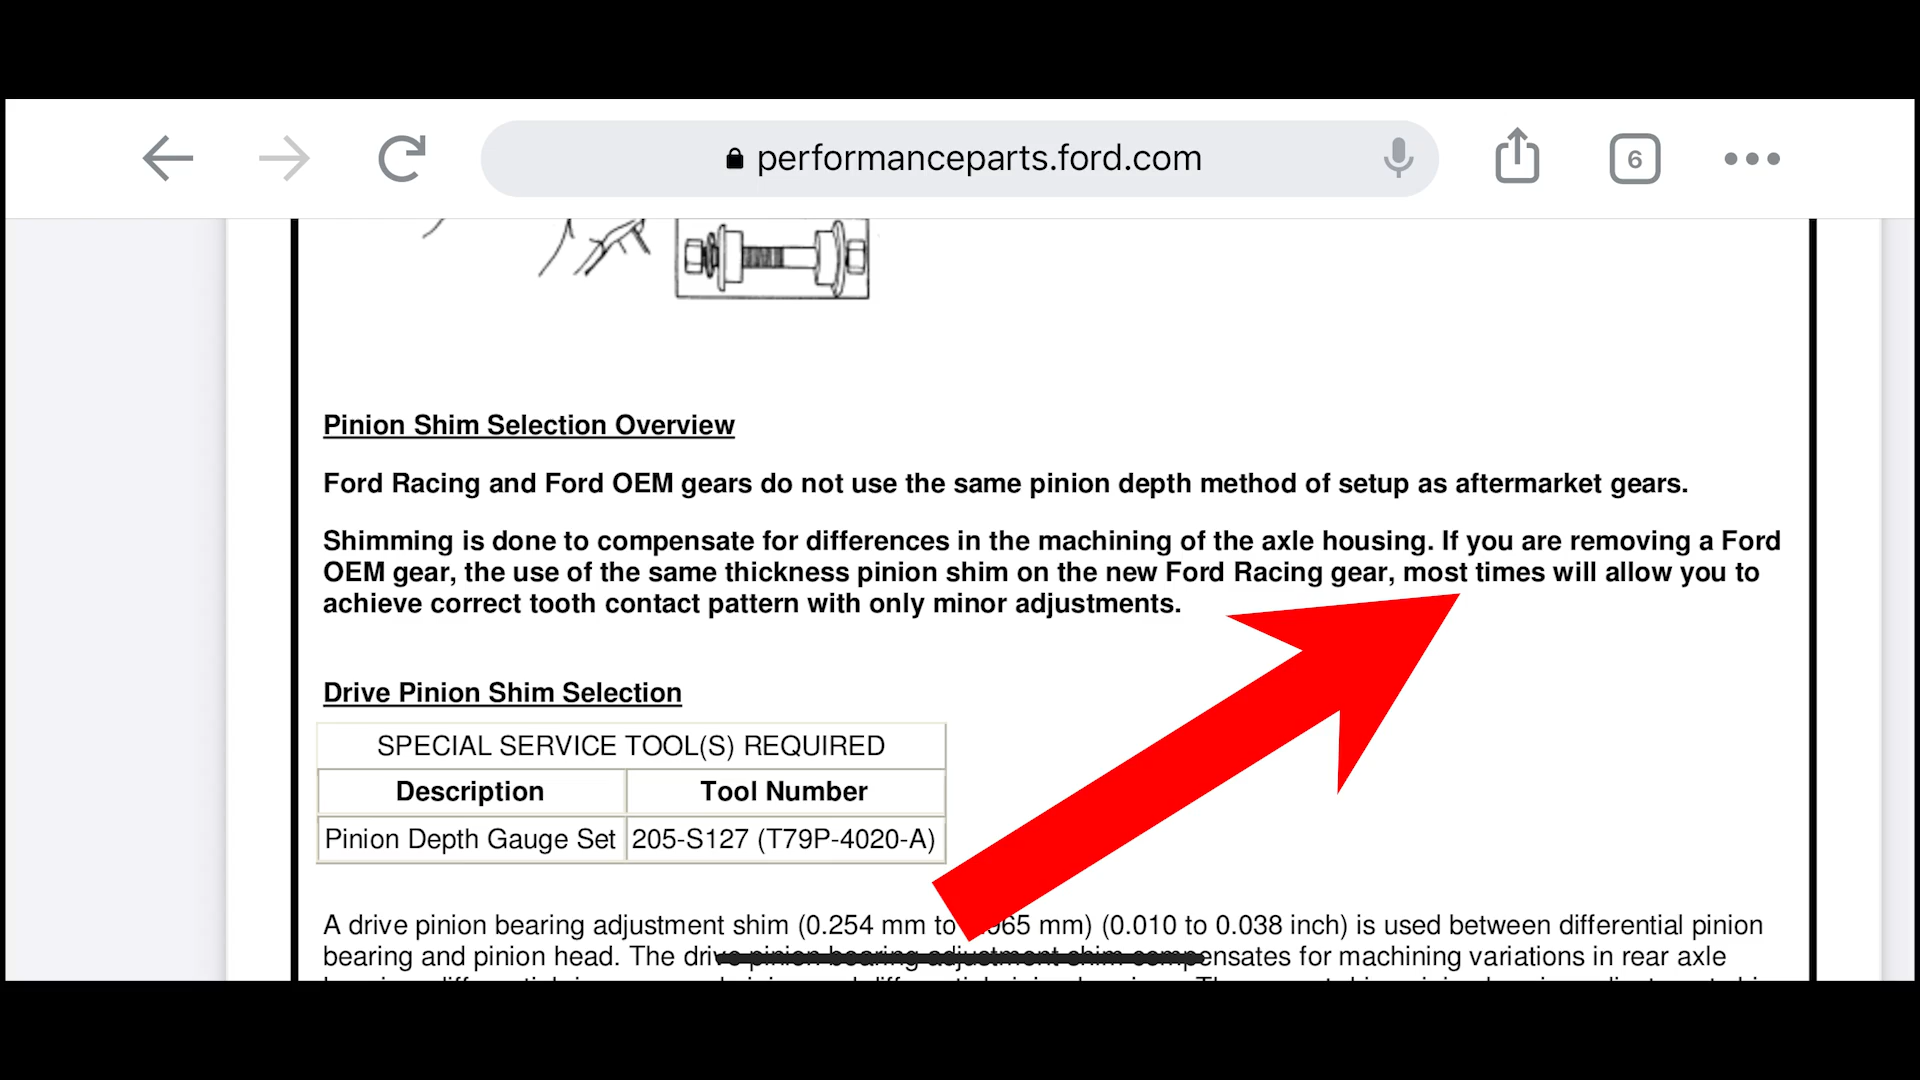 performanceparts.ford.com
6
Pinion Shim Selection Overview
Ford Racing and Ford OEM gears do not use the same pinion depth method of setup as aftermarket gears.
Shimming is done to compensate for differences in the machining of the axle housing. If you are removing a Ford
OEM gear, the use of the same thickness pinion shim on the new Ford Racing gear, most times will allow you to
achieve correct tooth contact pattern with only minor adjustments.
Drive Pinion Shim Selection
SPECIAL SERVICE TOOL(S) REQUIRED
Description Tool Number
Pinion Depth Gauge Set 205-S127 (T79P-4020-A)
A drive pinion bearing adjustment shim (0.254 mm to 65 mm) (0.010 to 0.038 inch) is used between differential pinion
bearing and pinion head. The drive pinion bearing adjustment shim compensates for machining variations in rear axle